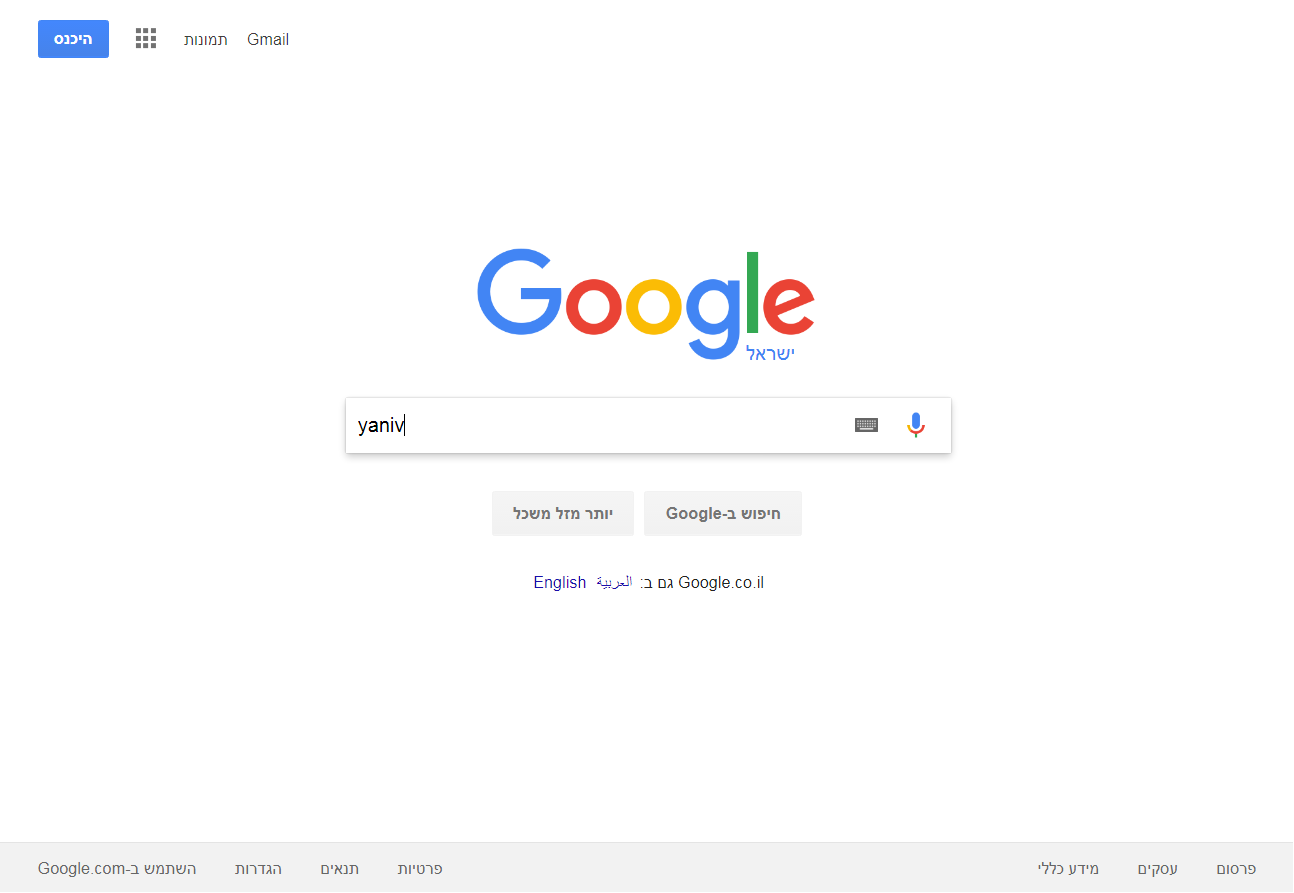 היכנס
תמונות
Gmail
Google
ישראל
yaniv
חיפוש ב-Google
יותר מזל משכל
Google.co.il גם ב: العربية English
פרסום
עסקים
מידע כללי
פרטיות
תנאים
הגדרות
השתמש ב-Google.com